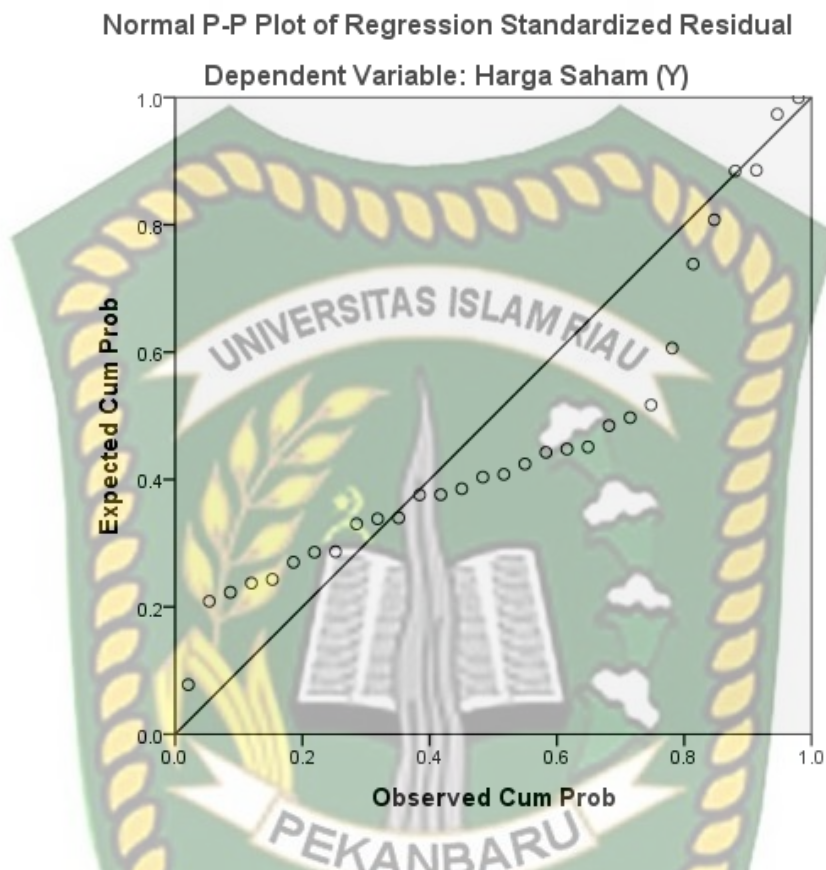 Normal P-P Plot of Regression Standardized Residual
Dependent Variable: Harga Saham (Y)
Expected Cum Prob
1.0
0.8
0.6
0.4
0.2
0.0
UNIVERSITAS ISLAM RIAU
0.0 0.2 0.4 0.6 0.8 1.0
Observed Cum Prob
PEKANBARU